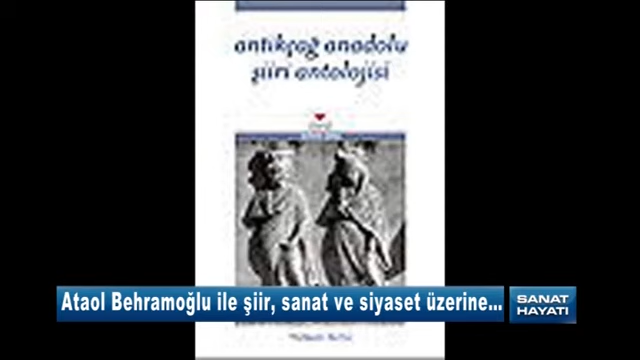 antikçağ anadolu
şiiri antolojisi
Ataol Behramoğlu ile şiir, sanat ve siyaset üzerine...
SANAT
HAYATI